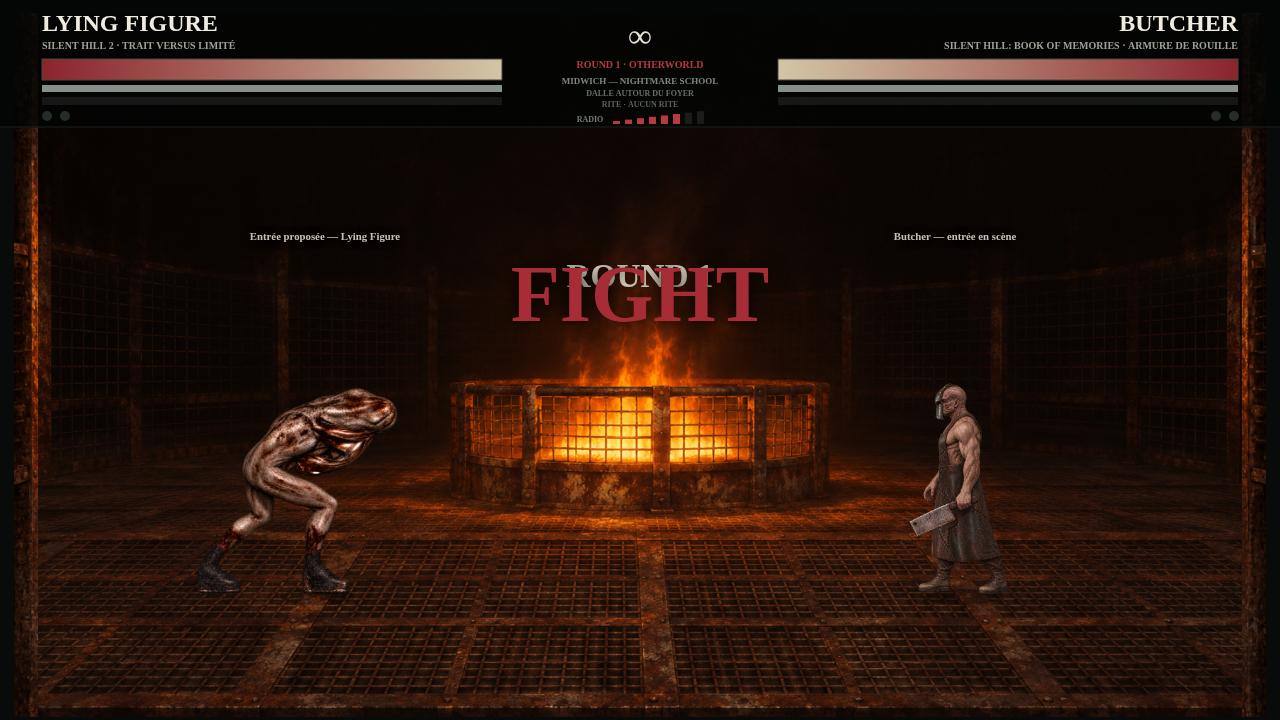 LYING FIGURE
SILENT HILL 2 · TRAIT VERSUS LIMITÉ
∞
ROUND 1 · OTHERWORLD
MIDWICH — NIGHTMARE SCHOOL
DALLE AUTOUR DU FOYER
RITE · AUCUN RITE
RADIO
BUTCHER
SILENT HILL: BOOK OF MEMORIES · ARMURE DE ROUILLE
Entrée proposée — Lying Figure
Butcher — entrée en scène
ROUND 1
FIGHT